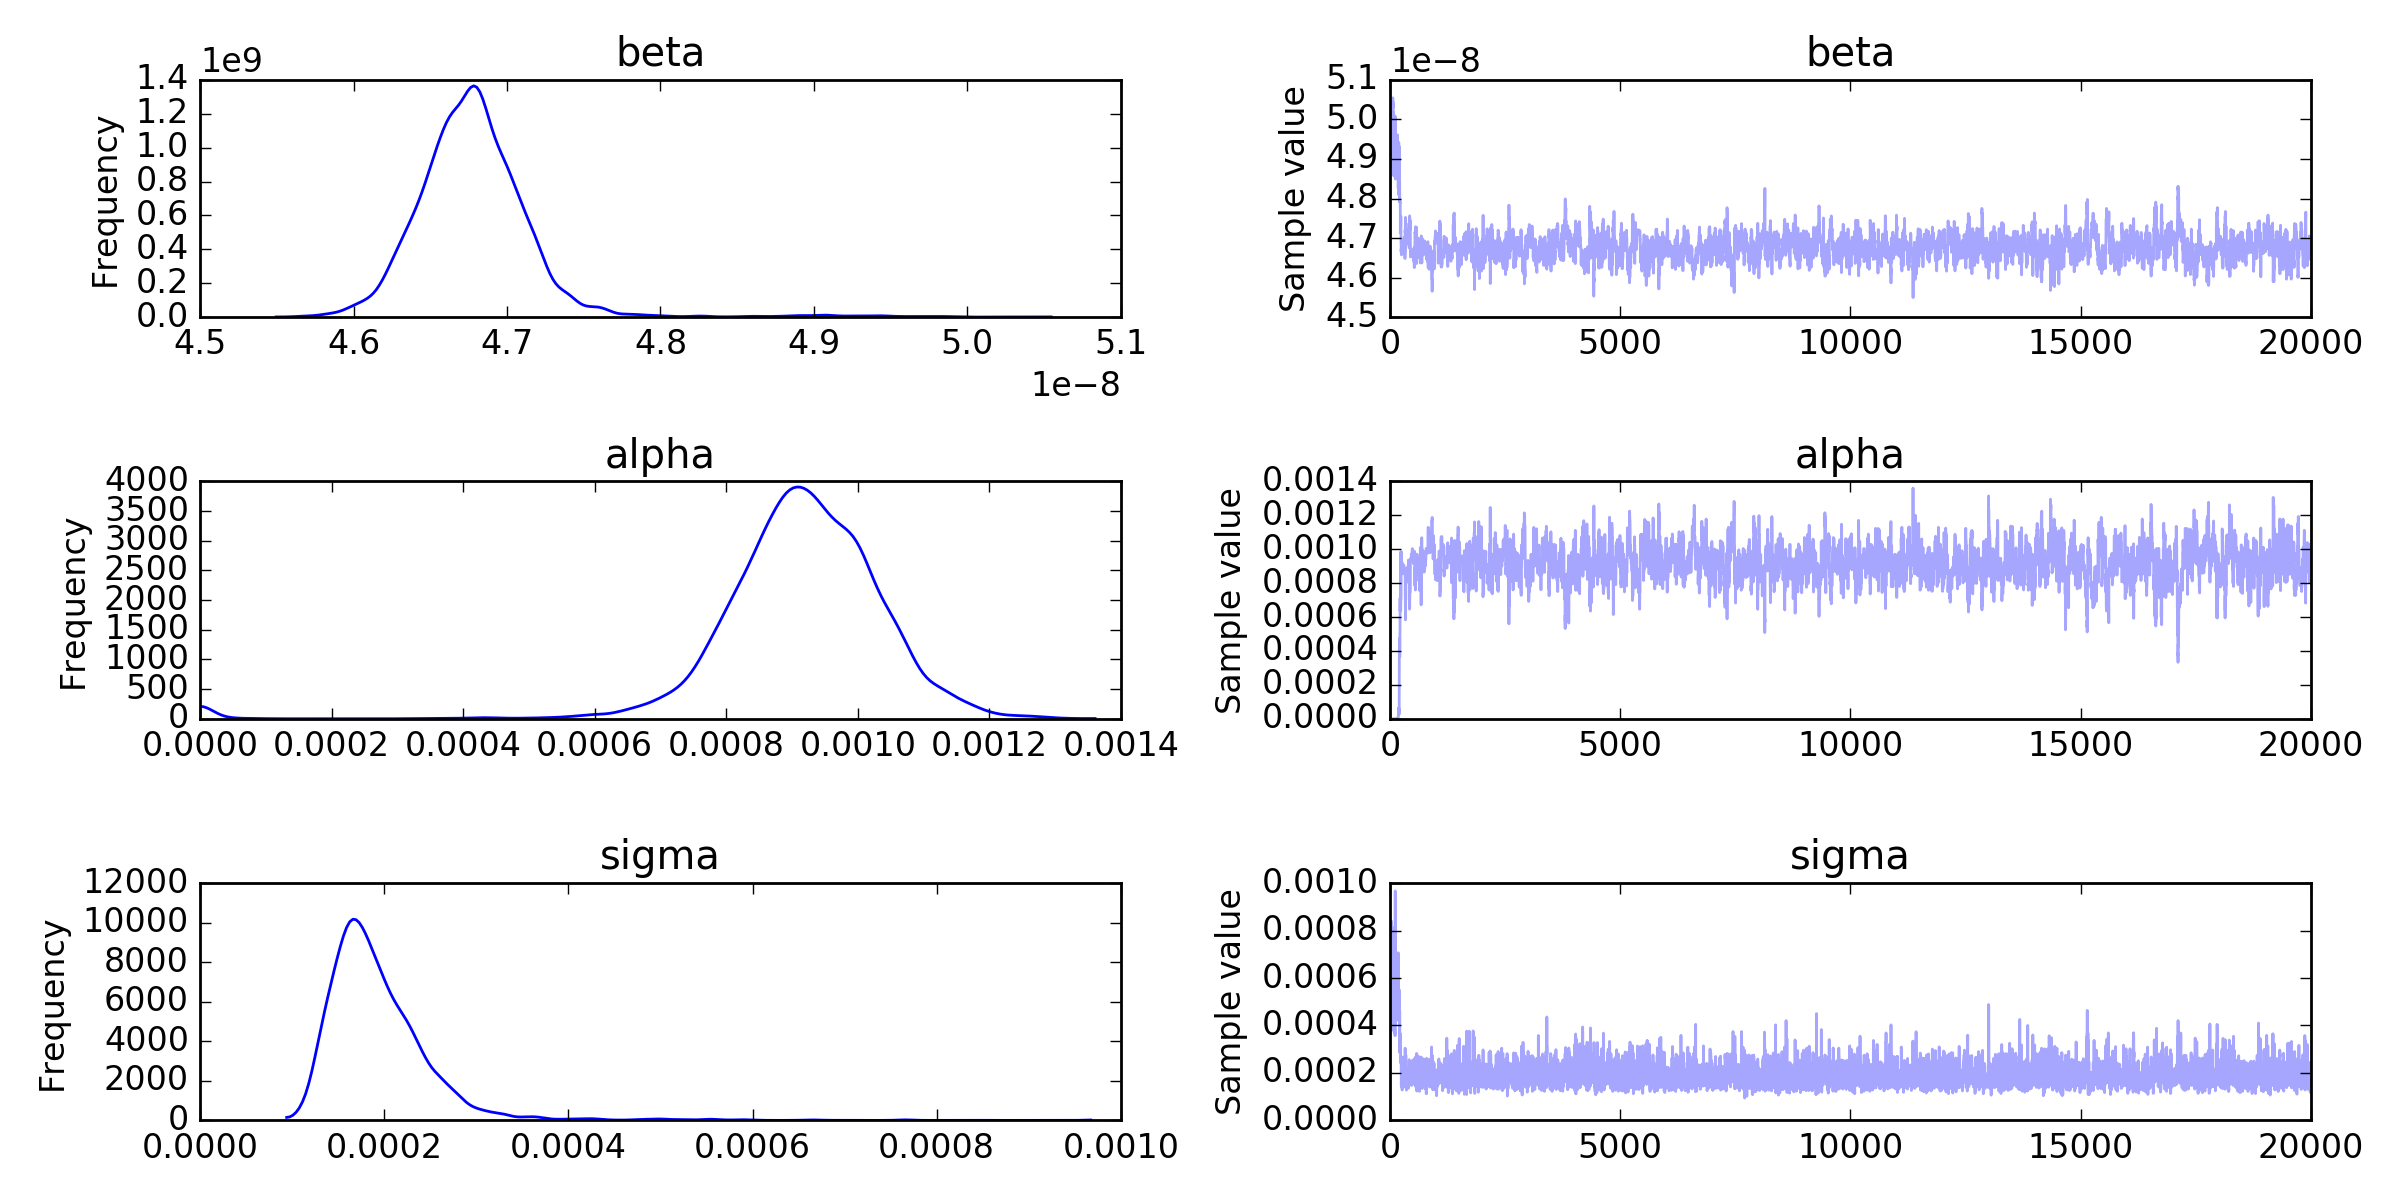 beta
1e9
1.4
1.2
1.0
0.8
0.6
0.4
0.2
0.0
Frequency
4.5 4.6 4.7 4.8 4.9 5.0 5.1
1e−8
beta
1e−8
5.1
5.0
4.9
4.8
4.7
4.6
4.5
Sample value
0 5000 10000 15000 20000
alpha
4000
3500
3000
2500
2000
1500
1000
500
0
Frequency
0.0000 0.0002 0.0004 0.0006 0.0008 0.0010 0.0012 0.0014
alpha
0.0014
0.0012
0.0010
0.0008
0.0006
0.0004
0.0002
0.0000
Sample value
0 5000 10000 15000 20000
sigma
12000
10000
8000
6000
4000
2000
0
Frequency
0.0000 0.0002 0.0004 0.0006 0.0008 0.0010
sigma
0.0010
0.0008
0.0006
0.0004
0.0002
0.0000
Sample value
0 5000 10000 15000 20000